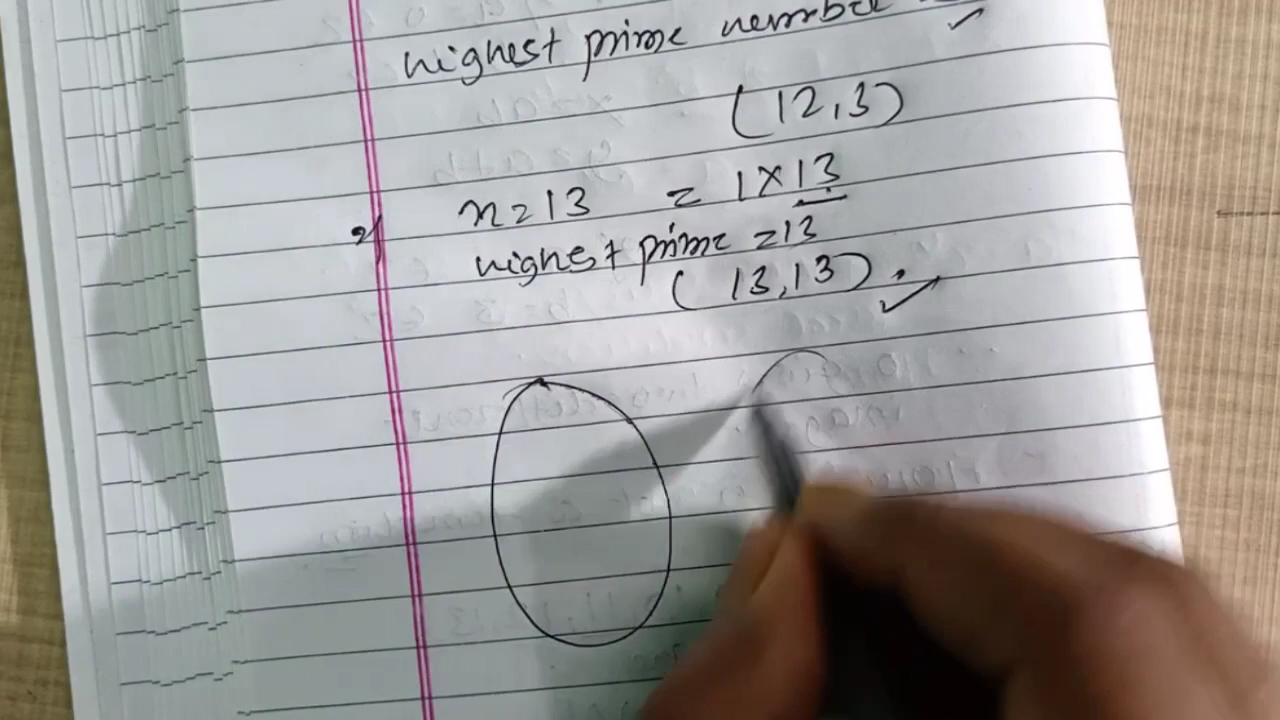 highest prime number
(12,3)
n=13 = 1×13
highest prime =13
(13,13).